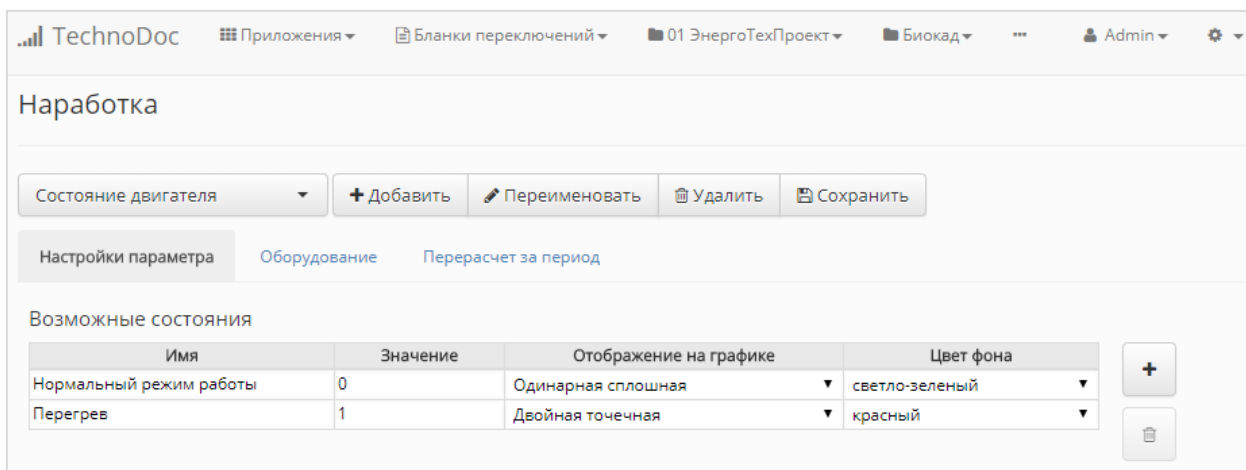 TechnoDoc Приложения Бланки переключений 01 ЭнергоТехПроект Биокад ... Admin
Наработка
Состояние двигателя Добавить Переименовать Удалить Сохранить
Настройки параметра Оборудование Перерасчет за период
Возможные состояния
Имя Значение Отображение на графике Цвет фона
Нормальный режим работы 0 Одинарная сплошная светло-зеленый
Перегрев 1 Двойная точечная красный